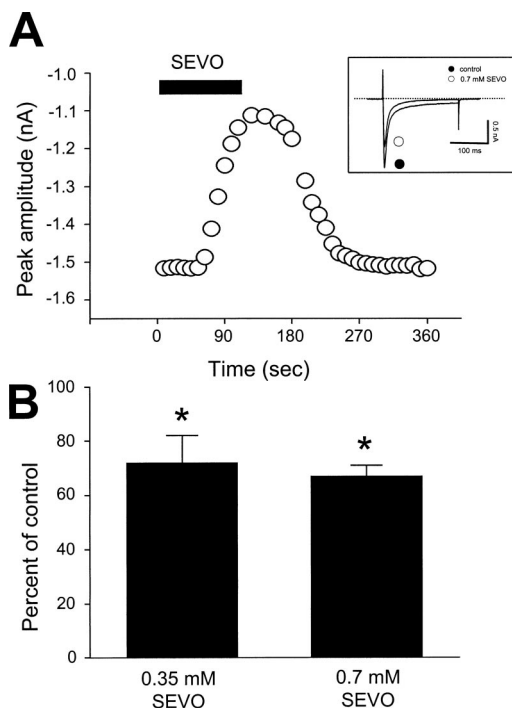 A
SEVO
Peak amplitude (nA)
-1.0
-1.1
-1.2
-1.3
-1.4
-1.5
-1.6
0 90 180 270 360
Time (sec)
control
0.7 mM SEVO
0.5 nA
100 ms
B
Percent of control
100
80
60
40
20
0
*
*
0.35 mM
SEVO
0.7 mM
SEVO